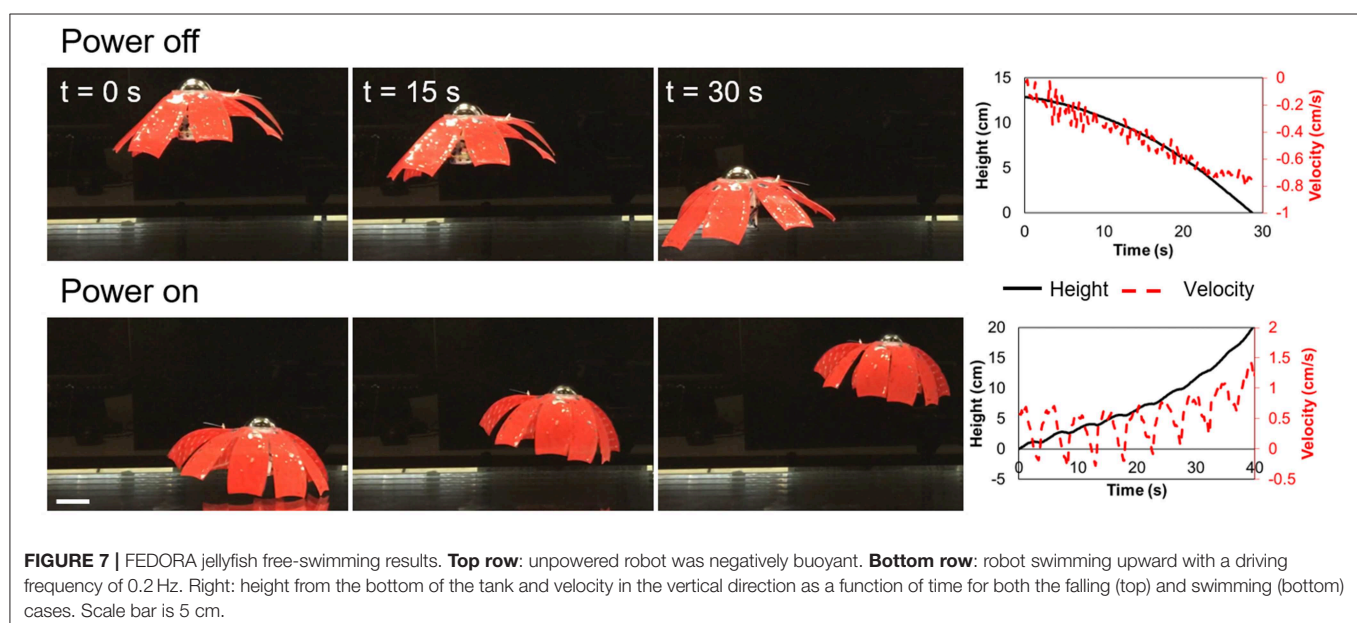 Power off
t = 0 s
t = 15 s
t = 30 s
15
10
5
0
Height (cm)
0
-0.2
-0.4
-0.6
-0.8
-1
Velocity (cm/s)
0 10 20 30
Time (s)
Power on
Height Velocity
20
15
10
5
0
-5
Height (cm)
2
1.5
1
0.5
0
-0.5
Velocity (cm/s)
0 10 20 30 40
Time (s)
FIGURE 7 | FEDORA jellyfish free-swimming results. Top row: unpowered robot was negatively buoyant. Bottom row: robot swimming upward with a driving
frequency of 0.2 Hz. Right: height from the bottom of the tank and velocity in the vertical direction as a function of time for both the falling (top) and swimming (bottom)
cases. Scale bar is 5 cm.